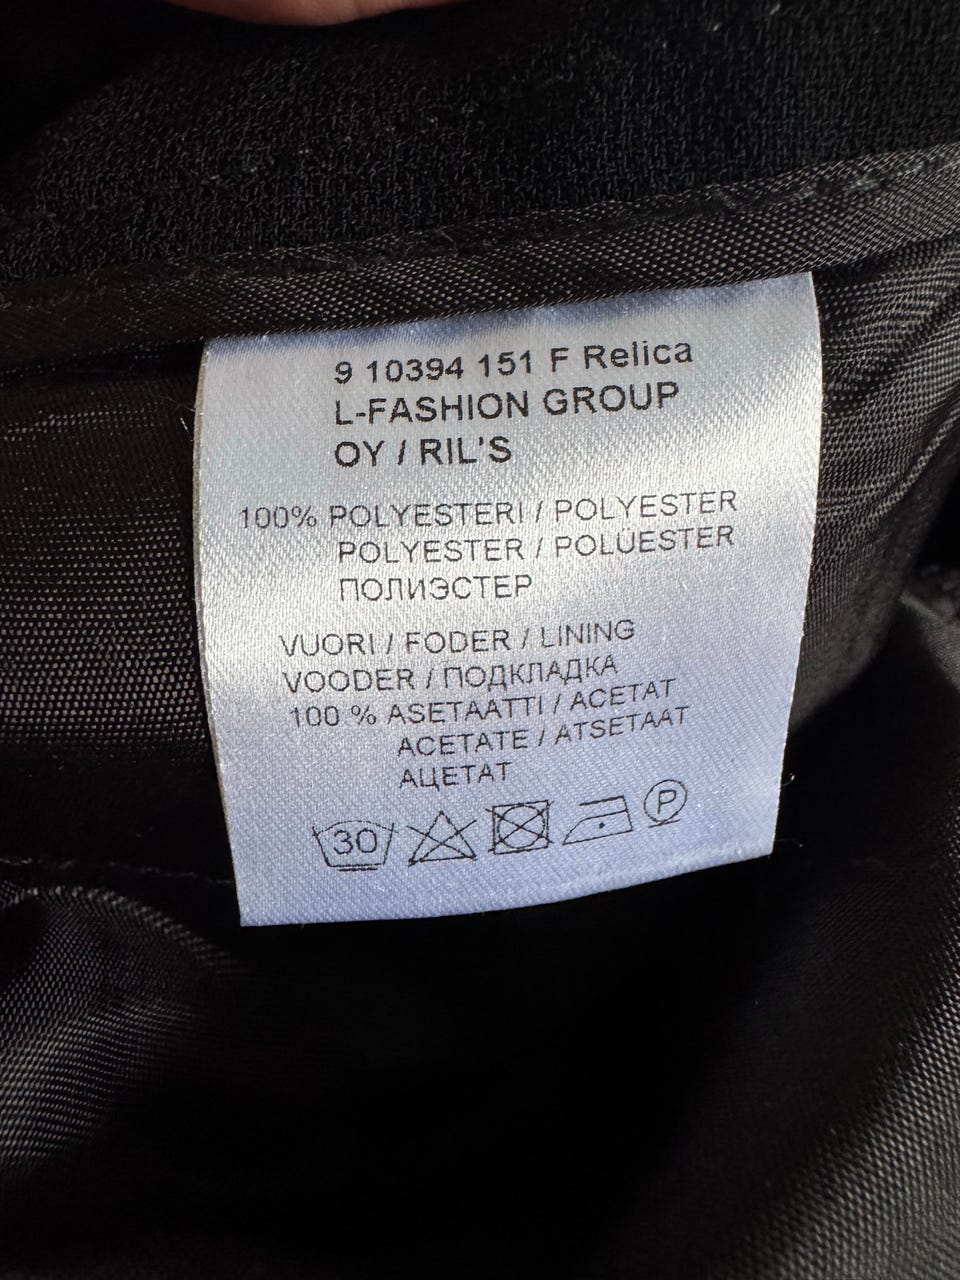 9 10394 151 F Relica
L-FASHION GROUP
OY / RIL'S
100% POLYESTERI / POLYESTER
POLYESTER / POLÜESTER
ПОЛИЭСТЕР
VUORI / FODER / LINING
VOODER / ПОДКЛАДКА
100 % ASETAATTI / ACETAT
ACETATE / ATSETAAT
АЦЕТАТ
30 P